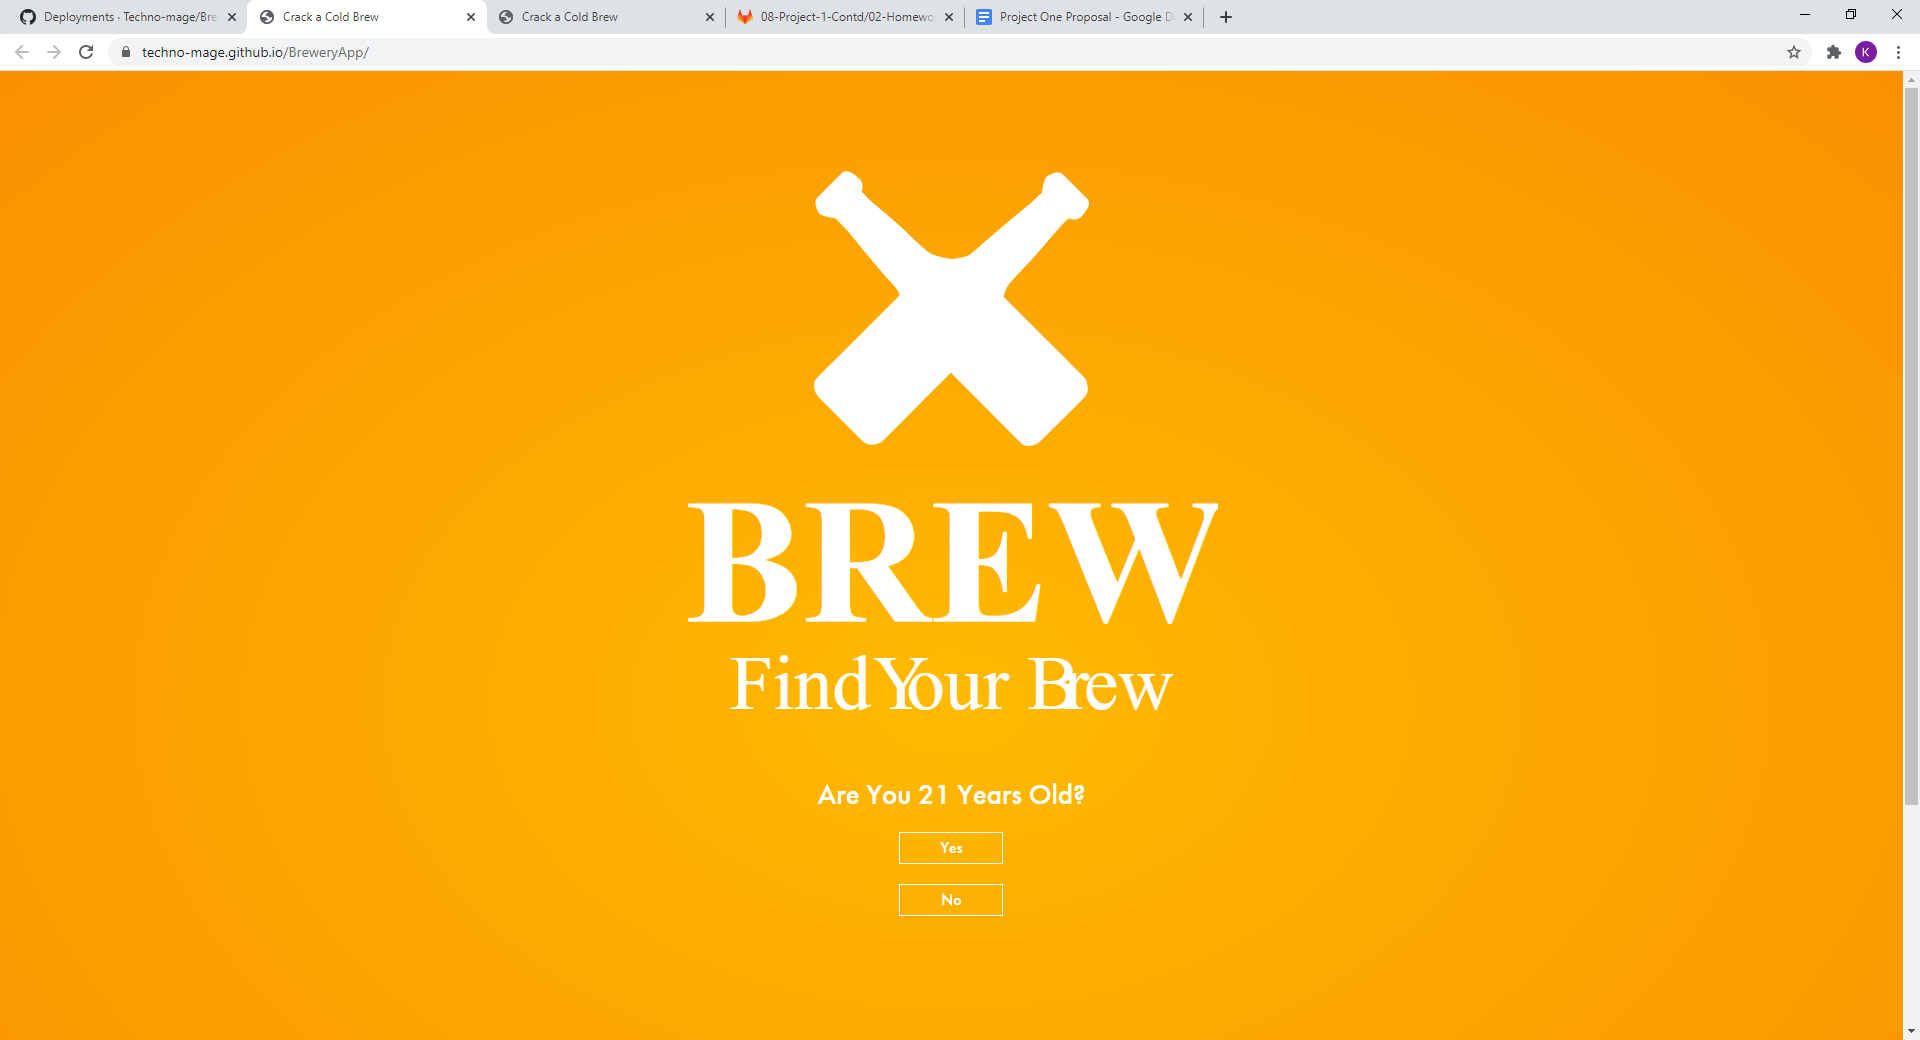 Deployments · Techno-mage/Bre
Crack a Cold Brew
Crack a Cold Brew
08-Project-1-Contd/02-Homewo
Project One Proposal - Google D
techno-mage.github.io/BreweryApp/
K
BREW
Find Your Brew
Are You 21 Years Old?
Yes
No